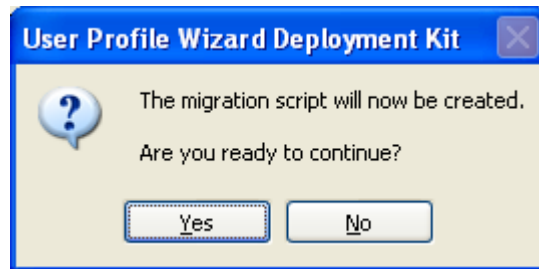 User Profile Wizard Deployment Kit
The migration script will now be created.
Are you ready to continue?
Yes No